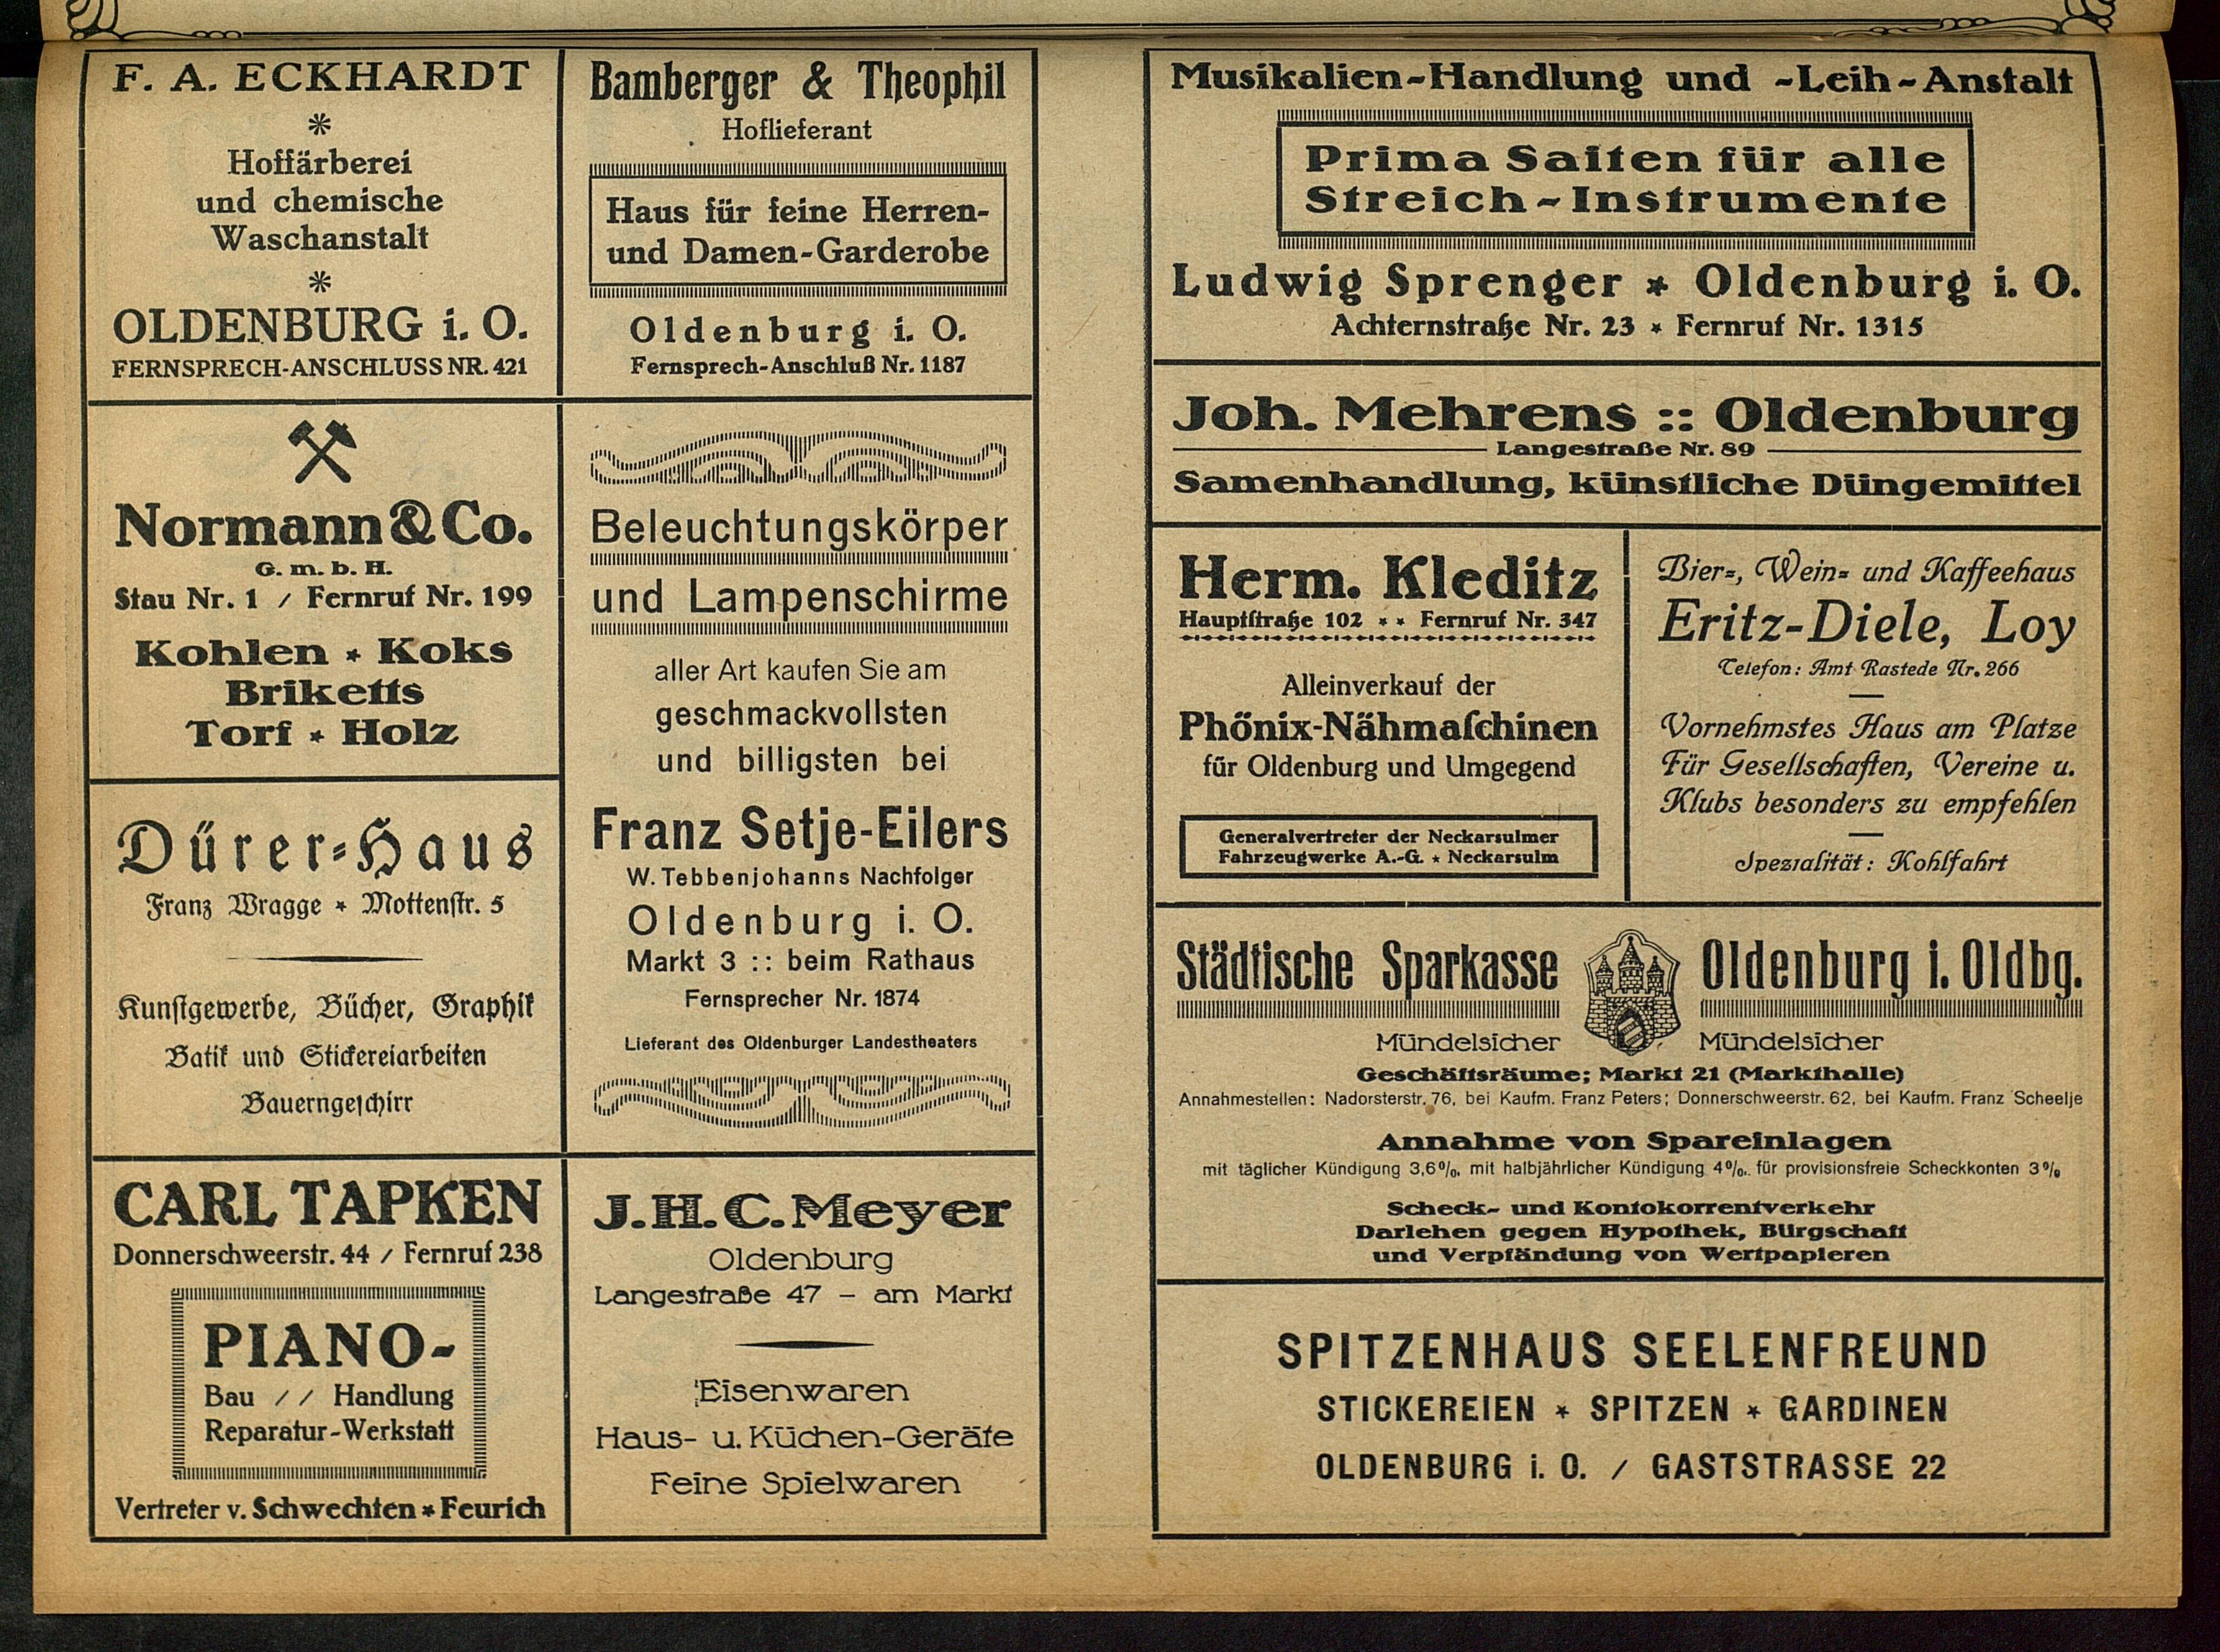 F. A. ECKHARDT
*
Hoffärberei
und chemische
Waschanstalt
*
OLDENBURG i. O.
FERNSPRECH-ANSCHLUSS NR. 421
Normann & Co.
G. m. b. H.
Stau Nr. 1 / Fernruf Nr. 199
Kohlen * Koks
Briketts
Torf * Holz
Dürer-Haus
Franz Wragge * Mottenstr. 5
Kunstgewerbe, Bücher, Graphik
Batik und Stickereiarbeiten
Bauerngeschirr
CARL TAPKEN
Donnerschweerstr. 44 / Fernruf 238
PIANO-
Bau / / Handlung
Reparatur-Werkstatt
Vertreter v. Schwechten * Feurich
Bamberger & Theophil
Hoflieferant
Haus für feine Herren-
und Damen-Garderobe
Oldenburg i. O.
Fernsprech-Anschluß Nr. 1187
Beleuchtungskörper
und Lampenschirme
aller Art kaufen Sie am
geschmackvollsten
und billigsten bei
Franz Setje-Eilers
W. Tebbenjohanns Nachfolger
Oldenburg i. O.
Markt 3 :: beim Rathaus
Fernsprecher Nr. 1874
Lieferant des Oldenburger Landestheaters
J. H. C. Meyer
Oldenburg
Langestraße 47 – am Markt
Eisenwaren
Haus- u. Küchen-Geräte
Feine Spielwaren
Musikalien-Handlung und -Leih-Anstalt
Prima Saiten für alle
Streich-Instrumente
Ludwig Sprenger * Oldenburg i. O.
Achternstraße Nr. 23 * Fernruf Nr. 1315
Joh. Mehrens :: Oldenburg
Langestraße Nr. 89
Samenhandlung, künstliche Düngemittel
Herm. Kleditz
Hauptſtraße 102 * * Fernruf Nr. 347
Alleinverkauf der
Phönix-Nähmaſchinen
für Oldenburg und Umgegend
Generalvertreter der Neckarsulmer
Fahrzeugwerke A.-G. * Neckarsulm
Bier-, Wein- und Kaffeehaus
Eritz-Diele, Loy
Telefon: Amt Rastede Nr. 266
Vornehmstes Haus am Platze
Für Gesellschaften, Vereine u.
Klubs besonders zu empfehlen
Spezialität: Kohlfahrt
Städtische Sparkasse Oldenburg i. Oldbg.
Mündelsicher Mündelsicher
Geschäftsräume; Markt 21 (Markthalle)
Annahmestellen: Nadorsterstr. 76, bei Kaufm. Franz Peters; Donnerschweerstr. 62, bei Kaufm. Franz Scheelje
Annahme von Spareinlagen
mit täglicher Kündigung 3,6%, mit halbjährlicher Kündigung 4%, für provisionsfreie Scheckkonten 3%
Scheck- und Kontokorrentverkehr
Darlehen gegen Hypothek, Bürgschaft
und Verpfändung von Wertpapieren
SPITZENHAUS SEELENFREUND
STICKEREIEN * SPITZEN * GARDINEN
OLDENBURG i. O. / GASTSTRASSE 22